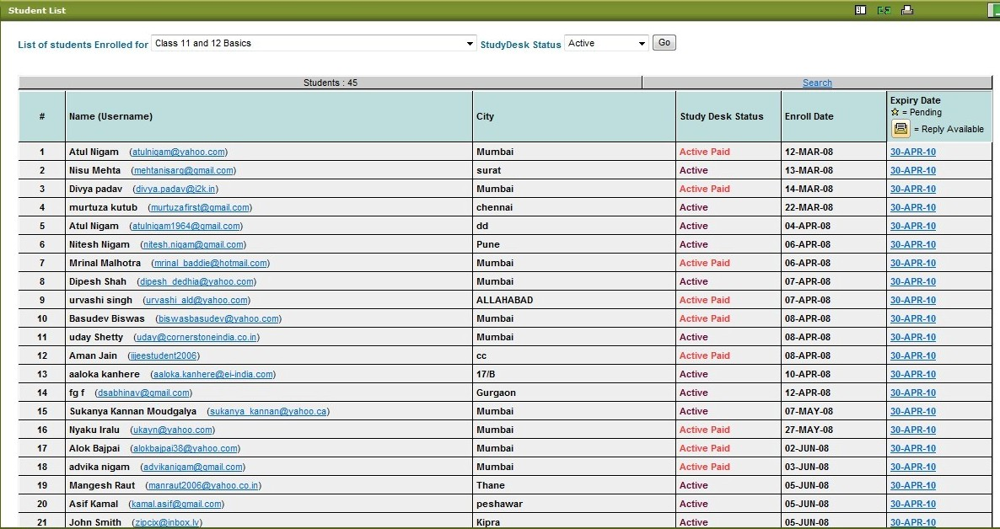 Student List
List of students Enrolled for Class 11 and 12 Basics StudyDesk Status Active Go
Students : 45 Search
# Name (Username) City Study Desk Status Enroll Date Expiry Date
= Pending
= Reply Available
1 Atul Nigam (atulnigam@yahoo.com) Mumbai Active Paid 12-MAR-08 30-APR-10
2 Nisu Mehta (mehtanisarg@gmail.com) surat Active 13-MAR-08 30-APR-10
3 Divya padav (divya.padav@i2k.in) Mumbai Active Paid 14-MAR-08 30-APR-10
4 murtuza kutub (murtuzafirst@gmail.com) chennai Active 22-MAR-08 30-APR-10
5 Atul Nigam (atulnigam1964@gmail.com) dd Active 04-APR-08 30-APR-10
6 Nitesh Nigam (nitesh.nigam@gmail.com) Pune Active 06-APR-08 30-APR-10
7 Mrinal Malhotra (mrinal_baddie@hotmail.com) Mumbai Active Paid 06-APR-08 30-APR-10
8 Dipesh Shah (dipesh_dedhia@yahoo.com) Mumbai Active 07-APR-08 30-APR-10
9 urvashi singh (urvashi_ald@yahoo.com) ALLAHABAD Active Paid 07-APR-08 30-APR-10
10 Basudev Biswas (biswasbasudev@yahoo.com) Mumbai Active Paid 08-APR-08 30-APR-10
11 uday Shetty (uday@cornerstoneindia.co.in) Mumbai Active 08-APR-08 30-APR-10
12 Aman Jain (iijeestudent2006) cc Active Paid 08-APR-08 30-APR-10
13 aaloka kanhere (aaloka.kanhere@ei-india.com) 17/B Active 10-APR-08 30-APR-10
14 fg f (dsabhinav@gmail.com) Gurgaon Active 12-APR-08 30-APR-10
15 Sukanya Kannan Moudgalya (sukanya_kannan@yahoo.ca) Mumbai Active 07-MAY-08 30-APR-10
16 Nyaku Iralu (ukayn@yahoo.com) Mumbai Active Paid 27-MAY-08 30-APR-10
17 Alok Bajpai (alokbajpai38@yahoo.com) Mumbai Active Paid 02-JUN-08 30-APR-10
18 advika nigam (advikanigam@gmail.com) Mumbai Active Paid 03-JUN-08 30-APR-10
19 Mangesh Raut (manraut2006@yahoo.co.in) Thane Active 05-JUN-08 30-APR-10
20 Asif Kamal (kamal.asif@gmail.com) peshawar Active 05-JUN-08 30-APR-10
21 John Smith (zipcix@inbox.lv) Kipra Active 05-JUN-08 30-APR-10